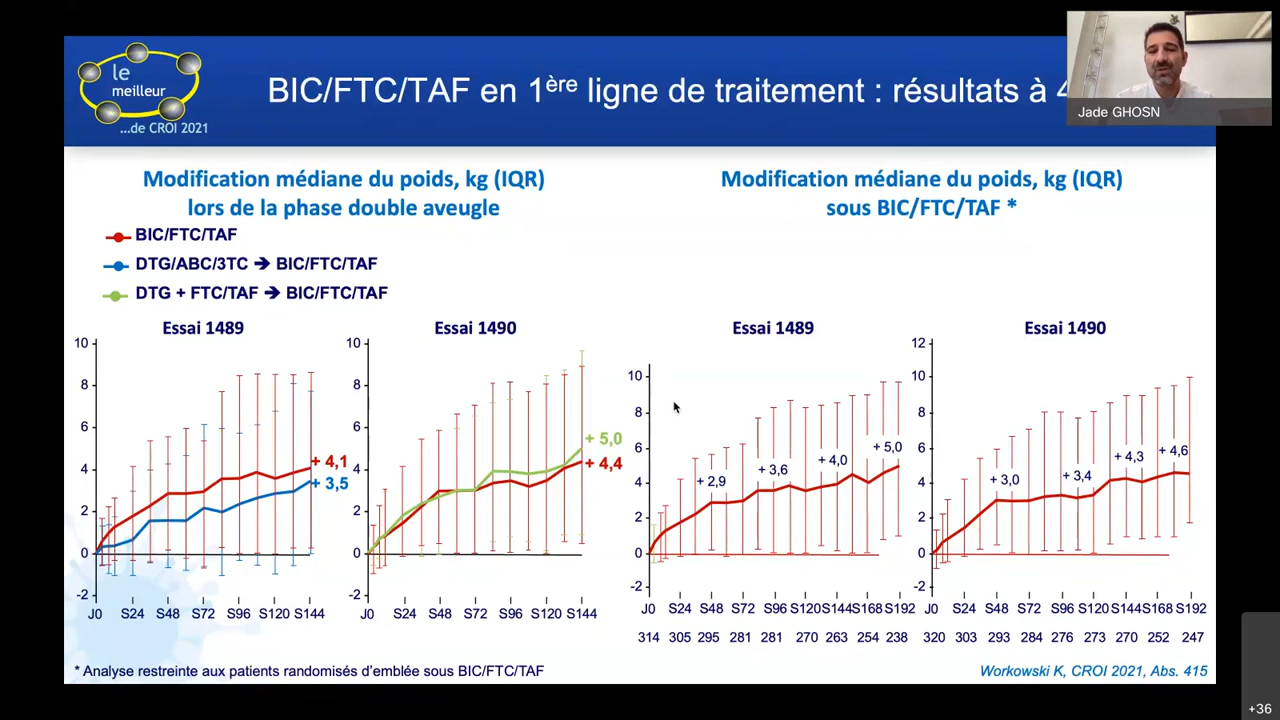 le
meilleur
...de CROI 2021
BIC/FTC/TAF en 1ère ligne de traitement : résultats à 4
Jade GHOSN
Modification médiane du poids, kg (IQR)
lors de la phase double aveugle
Modification médiane du poids, kg (IQR)
sous BIC/FTC/TAF *
BIC/FTC/TAF
DTG/ABC/3TC ➔ BIC/FTC/TAF
DTG + FTC/TAF ➔ BIC/FTC/TAF
Essai 1489
10
8
6
4
2
0
-2
+ 4,1
+ 3,5
J0 S24 S48 S72 S96 S120 S144
Essai 1490
10
8
6
4
2
0
-2
+ 5,0
+ 4,4
J0 S24 S48 S72 S96 S120 S144
Essai 1489
10
8
6
4
2
0
-2
+ 2,9
+ 3,6
+ 4,0
+ 5,0
J0 S24 S48 S72 S96 S120 S144 S168 S192
314 305 295 281 281 270 263 254 238
Essai 1490
12
10
8
6
4
2
0
-2
+ 3,0
+ 3,4
+ 4,3
+ 4,6
J0 S24 S48 S72 S96 S120 S144 S168 S192
320 303 293 284 276 273 270 252 247
* Analyse restreinte aux patients randomisés d'emblée sous BIC/FTC/TAF
Workowski K, CROI 2021, Abs. 415
+36